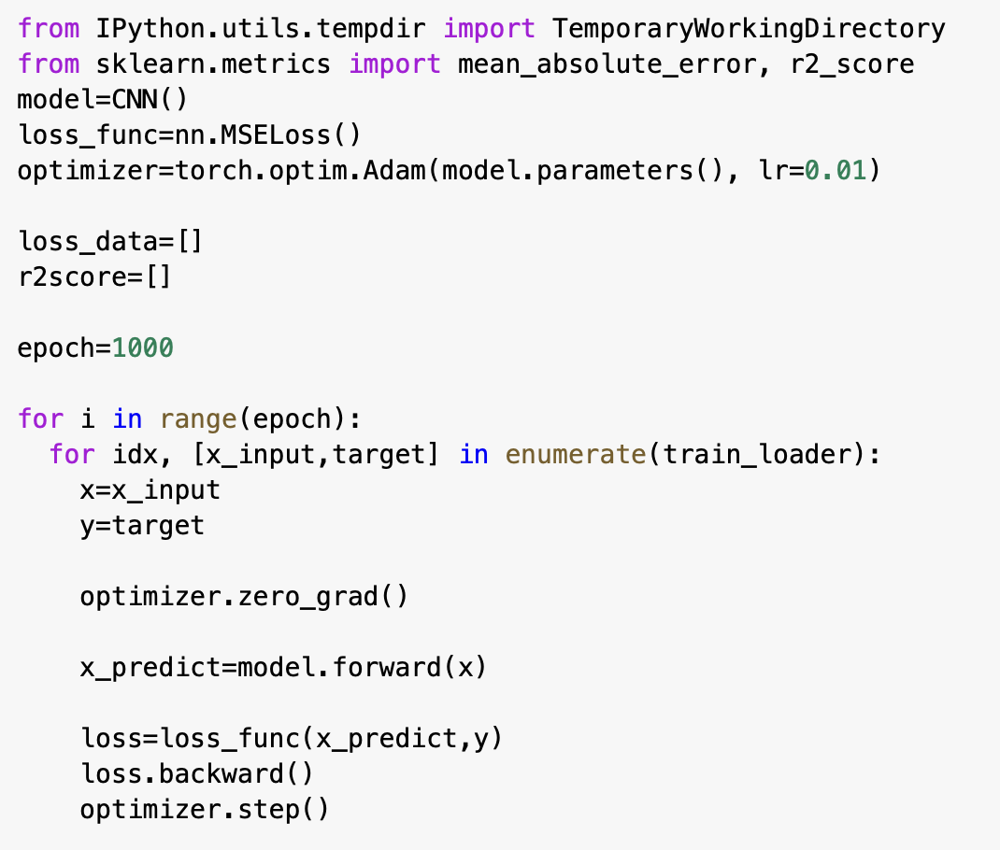 from IPython.utils.tempdir import TemporaryWorkingDirectory
from sklearn.metrics import mean_absolute_error, r2_score
model=CNN()
loss_func=nn.MSELoss()
optimizer=torch.optim.Adam(model.parameters(), lr=0.01)

loss_data=[]
r2score=[]

epoch=1000

for i in range(epoch):
  for idx, [x_input,target] in enumerate(train_loader):
    x=x_input
    y=target

    optimizer.zero_grad()

    x_predict=model.forward(x)

    loss=loss_func(x_predict,y)
    loss.backward()
    optimizer.step()